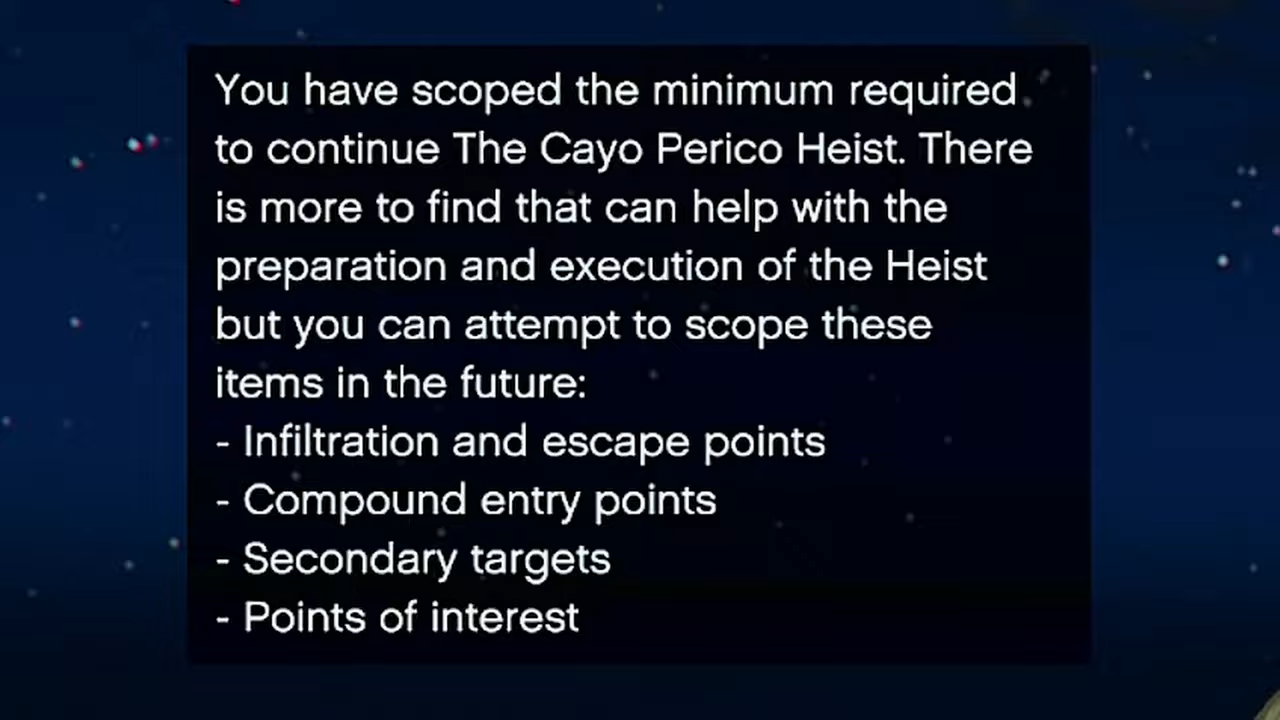 You have scoped the minimum required
to continue The Cayo Perico Heist. There
is more to find that can help with the
preparation and execution of the Heist
but you can attempt to scope these
items in the future:
- Infiltration and escape points
- Compound entry points
- Secondary targets
- Points of interest